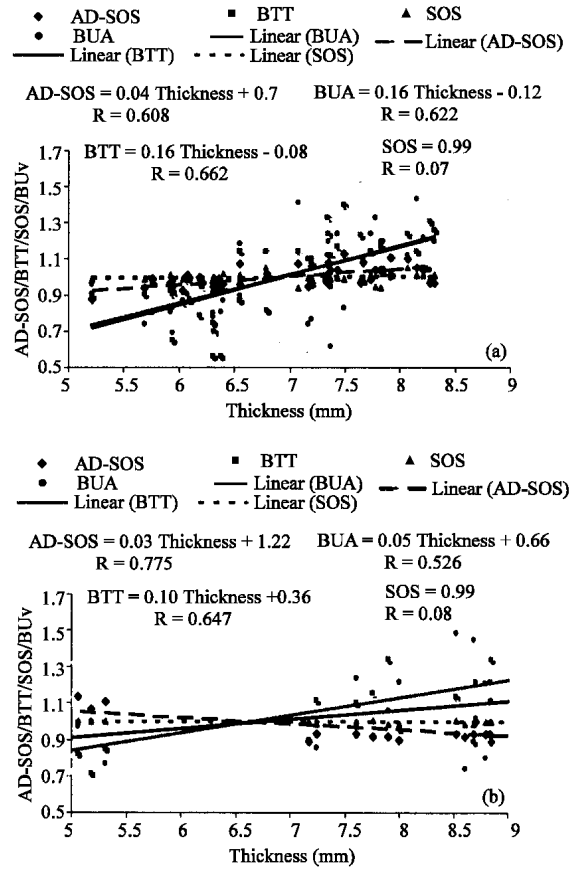 AD-SOS BTT SOS
BUA Linear (BUA) Linear (AD-SOS)
Linear (BTT) Linear (SOS)
AD-SOS = 0.04 Thickness + 0.7 BUA = 0.16 Thickness - 0.12
R = 0.608 R = 0.622
BTT = 0.16 Thickness - 0.08 SOS = 0.99
R = 0.662 R = 0.07
AD-SOS/BTT/SOS/BUv
1.7
1.5
1.3
1.1
0.9
0.7
0.5
(a)
5 5.5 6 6.5 7 7.5 8 8.5 9
Thickness (mm)
AD-SOS BTT SOS
BUA Linear (BUA) Linear (AD-SOS)
Linear (BTT) Linear (SOS)
AD-SOS = 0.03 Thickness + 1.22 BUA = 0.05 Thickness + 0.66
R = 0.775 R = 0.526
BTT = 0.10 Thickness +0.36 SOS = 0.99
R = 0.647 R = 0.08
AD-SOS/BTT/SOS/BUv
1.7
1.5
1.3
1.1
0.9
0.7
0.5
(b)
5 5.5 6 6.5 7 7.5 8 8.5 9
Thickness (mm)